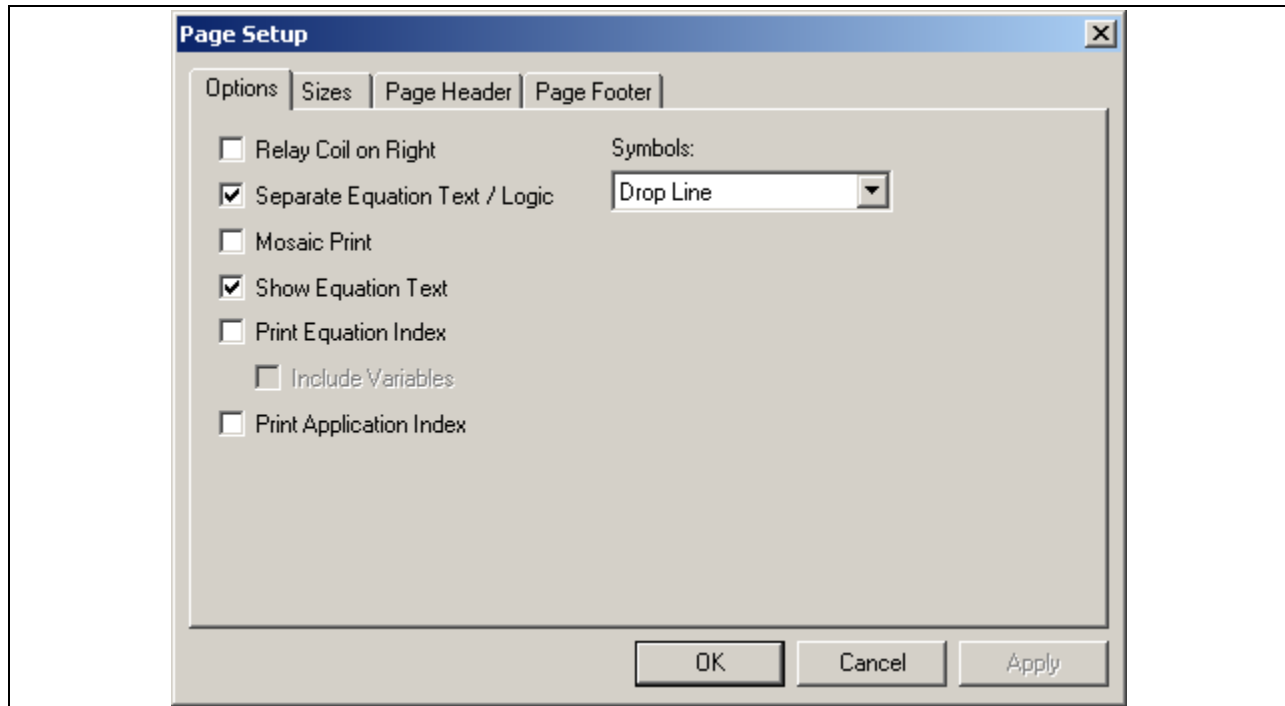 Page Setup
Options Sizes Page Header Page Footer
Relay Coil on Right
Symbols:
Separate Equation Text / Logic
Drop Line
Mosaic Print
Show Equation Text
Print Equation Index
Include Variables
Print Application Index
OK Cancel Apply